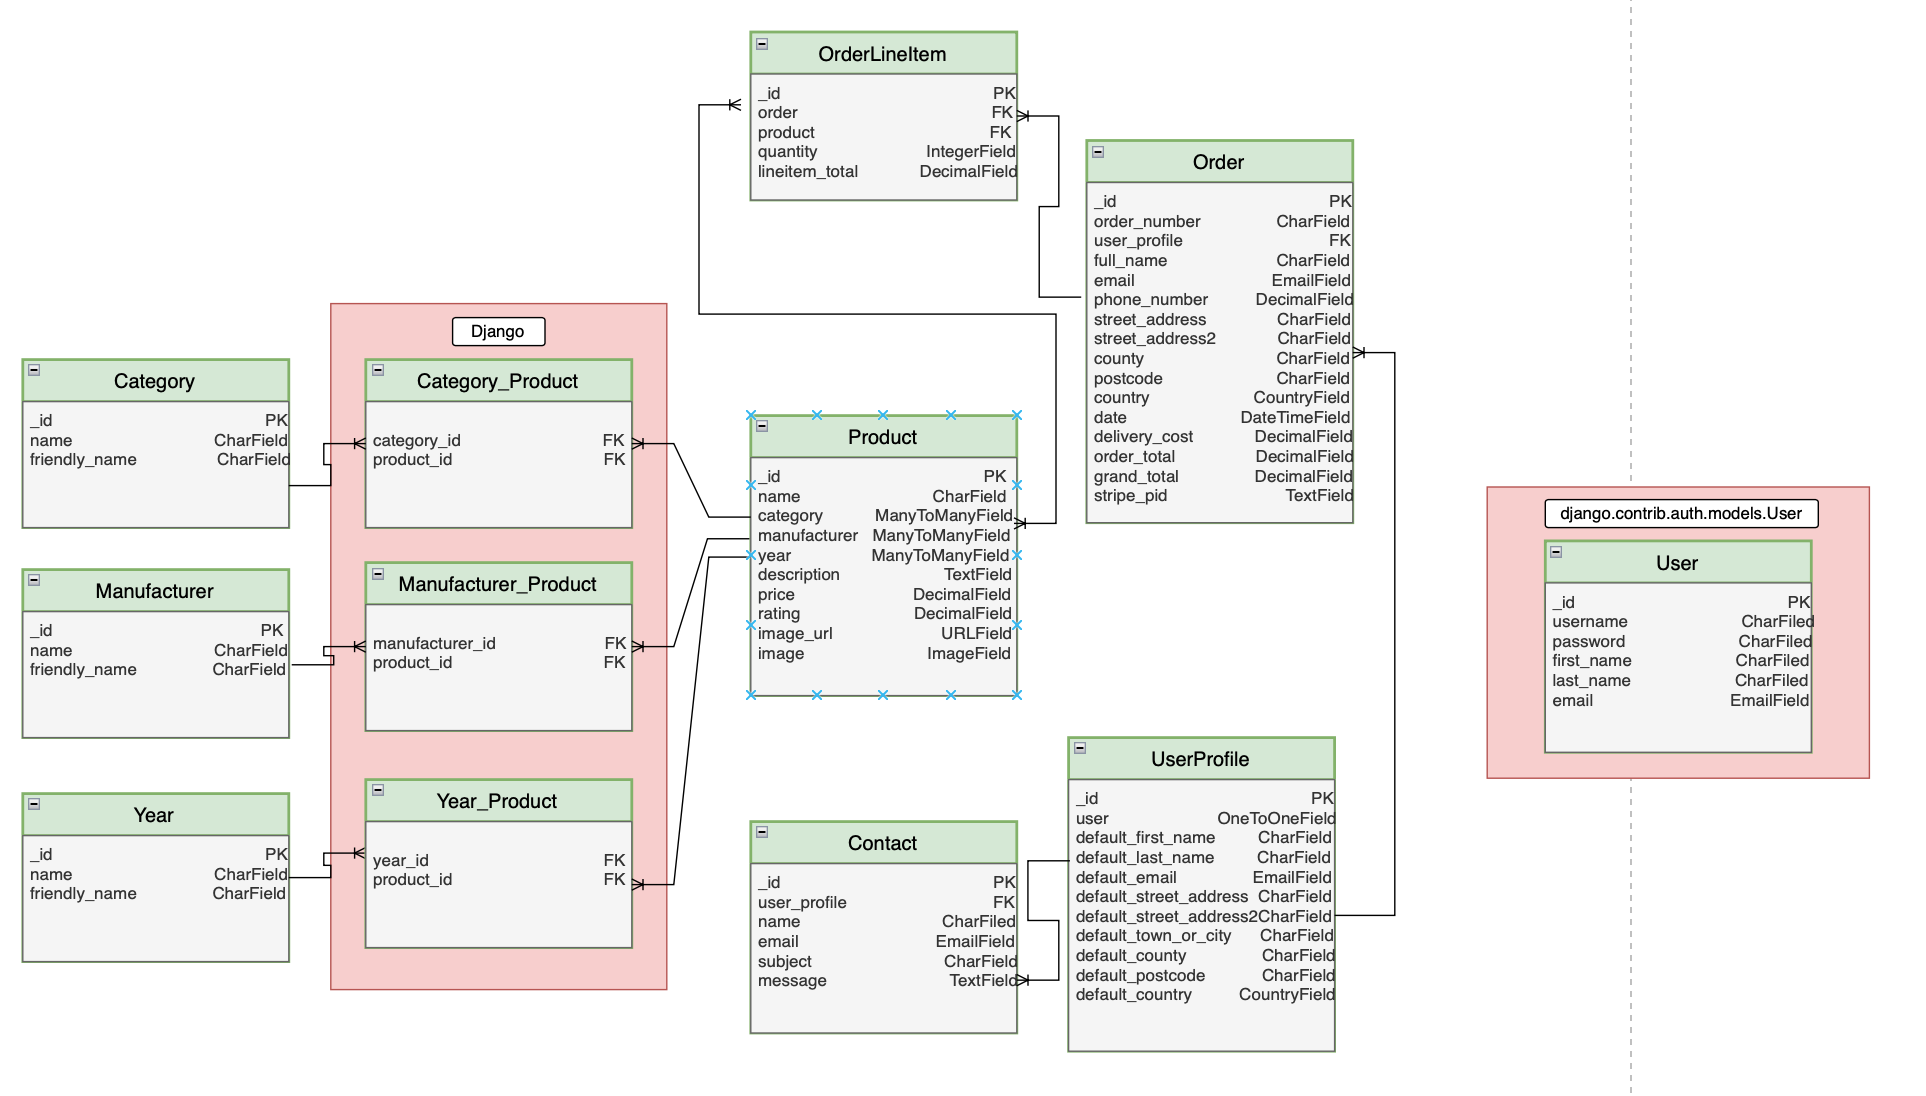 OrderLineItem
_id PK
order FK
product FK
quantity IntegerField
lineitem_total DecimalField
Order
_id PK
order_number CharField
user_profile FK
full_name CharField
email EmailField
phone_number DecimalField
street_address CharField
street_address2 CharField
county CharField
postcode CharField
country CountryField
date DateTimeField
delivery_cost DecimalField
order_total DecimalField
grand_total DecimalField
stripe_pid TextField
Django
Category
_id PK
name CharField
friendly_name CharField
Category_Product
category_id FK
product_id FK
Product
_id PK
name CharField
category ManyToManyField
manufacturer ManyToManyField
year ManyToManyField
description TextField
price DecimalField
rating DecimalField
image_url URLField
image ImageField
django.contrib.auth.models.User
User
_id PK
username CharFiled
password CharFiled
first_name CharFiled
last_name CharFiled
email EmailField
Manufacturer
_id PK
name CharField
friendly_name CharField
Manufacturer_Product
manufacturer_id FK
product_id FK
Year
_id PK
name CharField
friendly_name CharField
Year_Product
year_id FK
product_id FK
Contact
_id PK
user_profile FK
name CharFiled
email EmailField
subject CharField
message TextField
UserProfile
_id PK
user OneToOneField
default_first_name CharField
default_last_name CharField
default_email EmailField
default_street_address CharField
default_street_address2CharField
default_town_or_city CharField
default_county CharField
default_postcode CharField
default_country CountryField